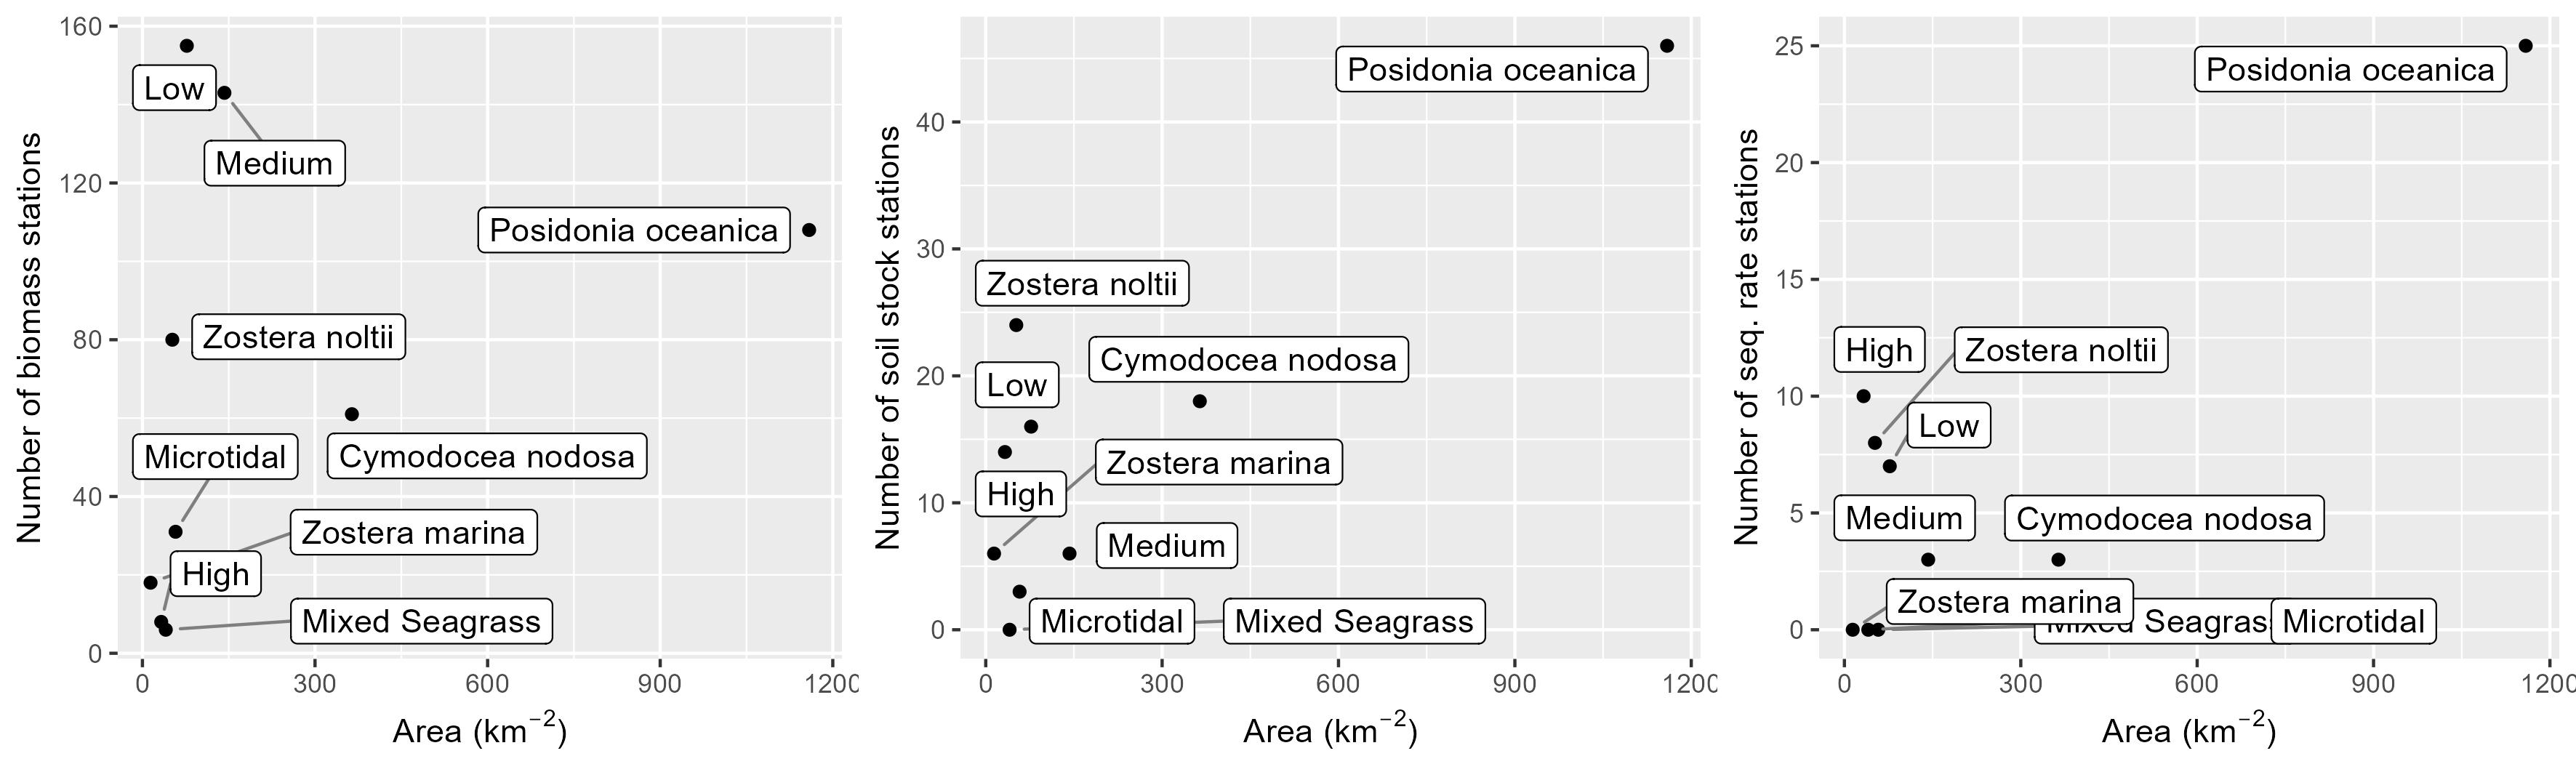 Number of biomass stations
160
120
80
40
0
Low
Medium
Posidonia oceanica
Zostera noltii
Cymodocea nodosa
Microtidal
Zostera marina
High
Mixed Seagrass
0 300 600 900 1200
Area (km⁻²)
Number of soil stock stations
40
30
20
10
0
Posidonia oceanica
Zostera noltii
Cymodocea nodosa
Low
Zostera marina
High
Medium
Microtidal
Mixed Seagrass
0 300 600 900 1200
Area (km⁻²)
Number of seq. rate stations
25
20
15
10
5
0
Posidonia oceanica
High
Zostera noltii
Low
Medium
Cymodocea nodosa
Zostera marina
Mixed Seagrass
Microtidal
0 300 600 900 1200
Area (km⁻²)